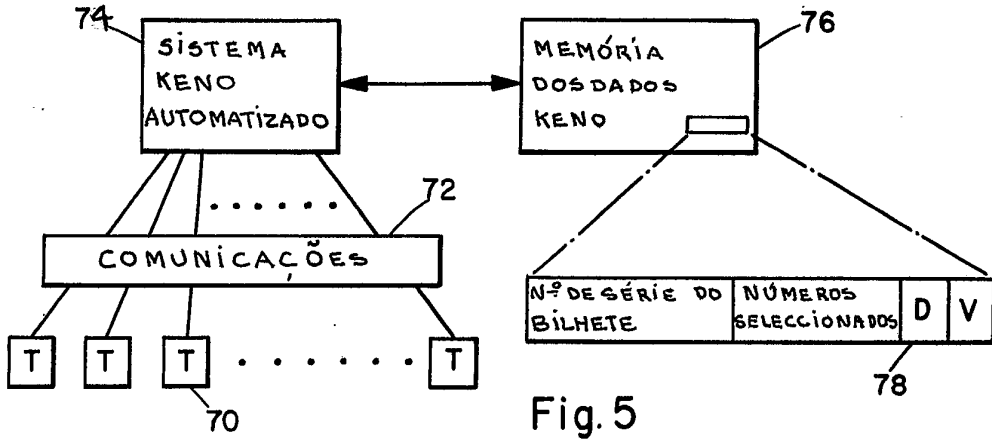 74
SISTEMA
KENO
AUTOMATIZADO
76
MEMÓRIA
DOS DADOS
KENO
72
COMUNICAÇÕES
T T T T
70
Nº DE SÉRIE DO
BILHETE
NÚMEROS
SELECCIONADOS
D
V
78
Fig. 5